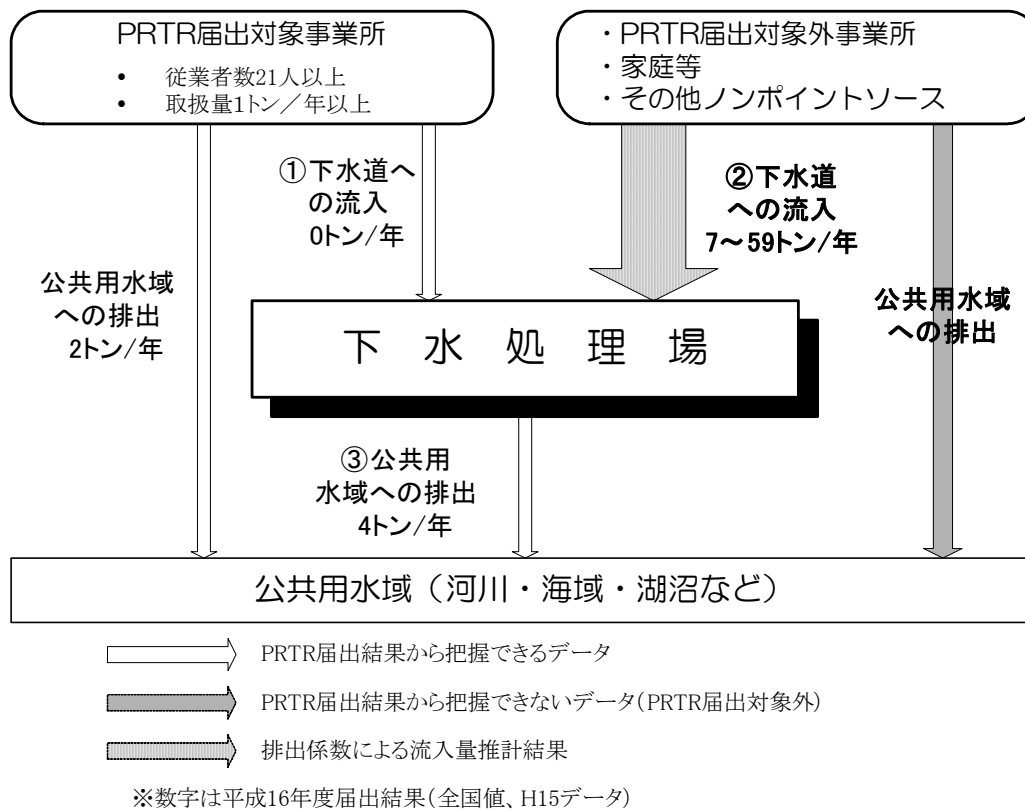 PRTR届出対象事業所
• 従業者数21人以上
• 取扱量1トン／年以上
・PRTR届出対象外事業所
・家庭等
・その他ノンポイントソース
①下水道へ
の流入
0トン/年
②下水道
への流入
7～59トン/年
公共用水域
への排出
2トン/年
公共用水域
への排出
下水処理場
③公共用
水域への排出
4トン/年
公共用水域（河川・海域・湖沼など）
PRTR届出結果から把握できるデータ
PRTR届出結果から把握できないデータ(PRTR届出対象外)
排出係数による流入量推計結果
※数字は平成16年度届出結果(全国値、H15データ)